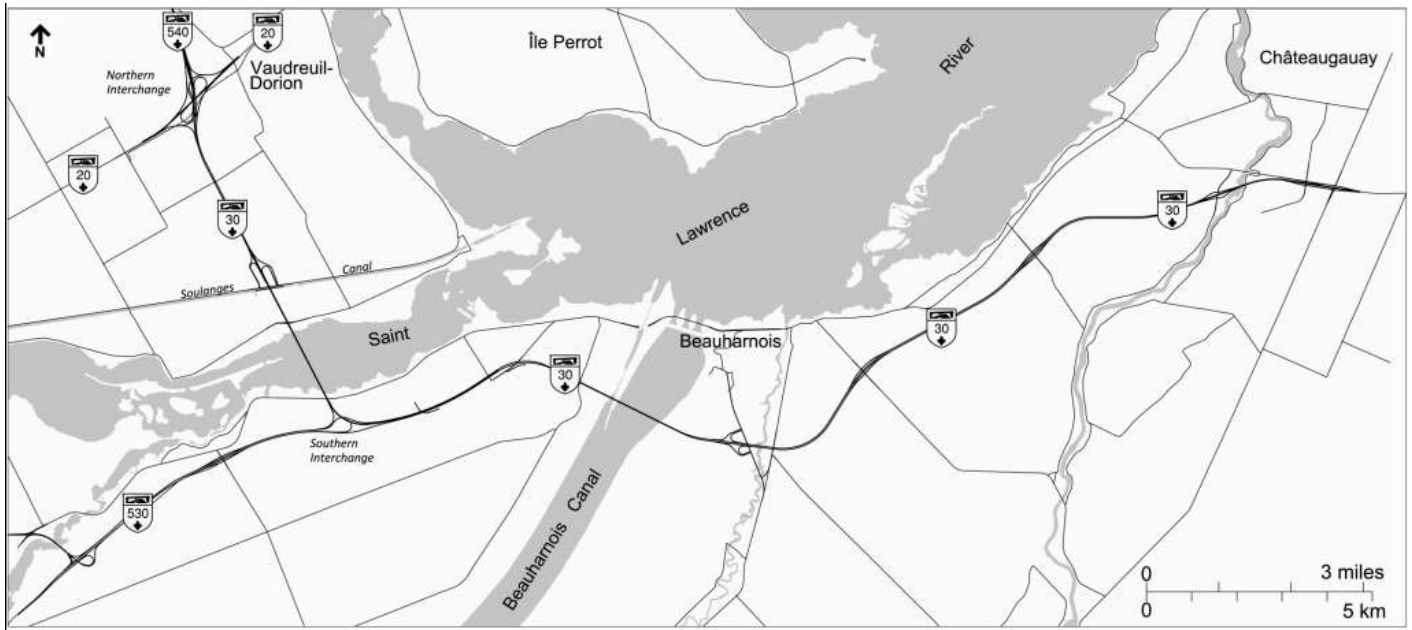 540
20
Île Perrot
River
Châteaugauay
Northern
Interchange
Vaudreuil-
Dorion
N
20
30
30
Lawrence
Canal
Soulanges
Saint
30
Beauharnois
30
Southern
Interchange
530
Beauharnois Canal
0 3 miles
0 5 km